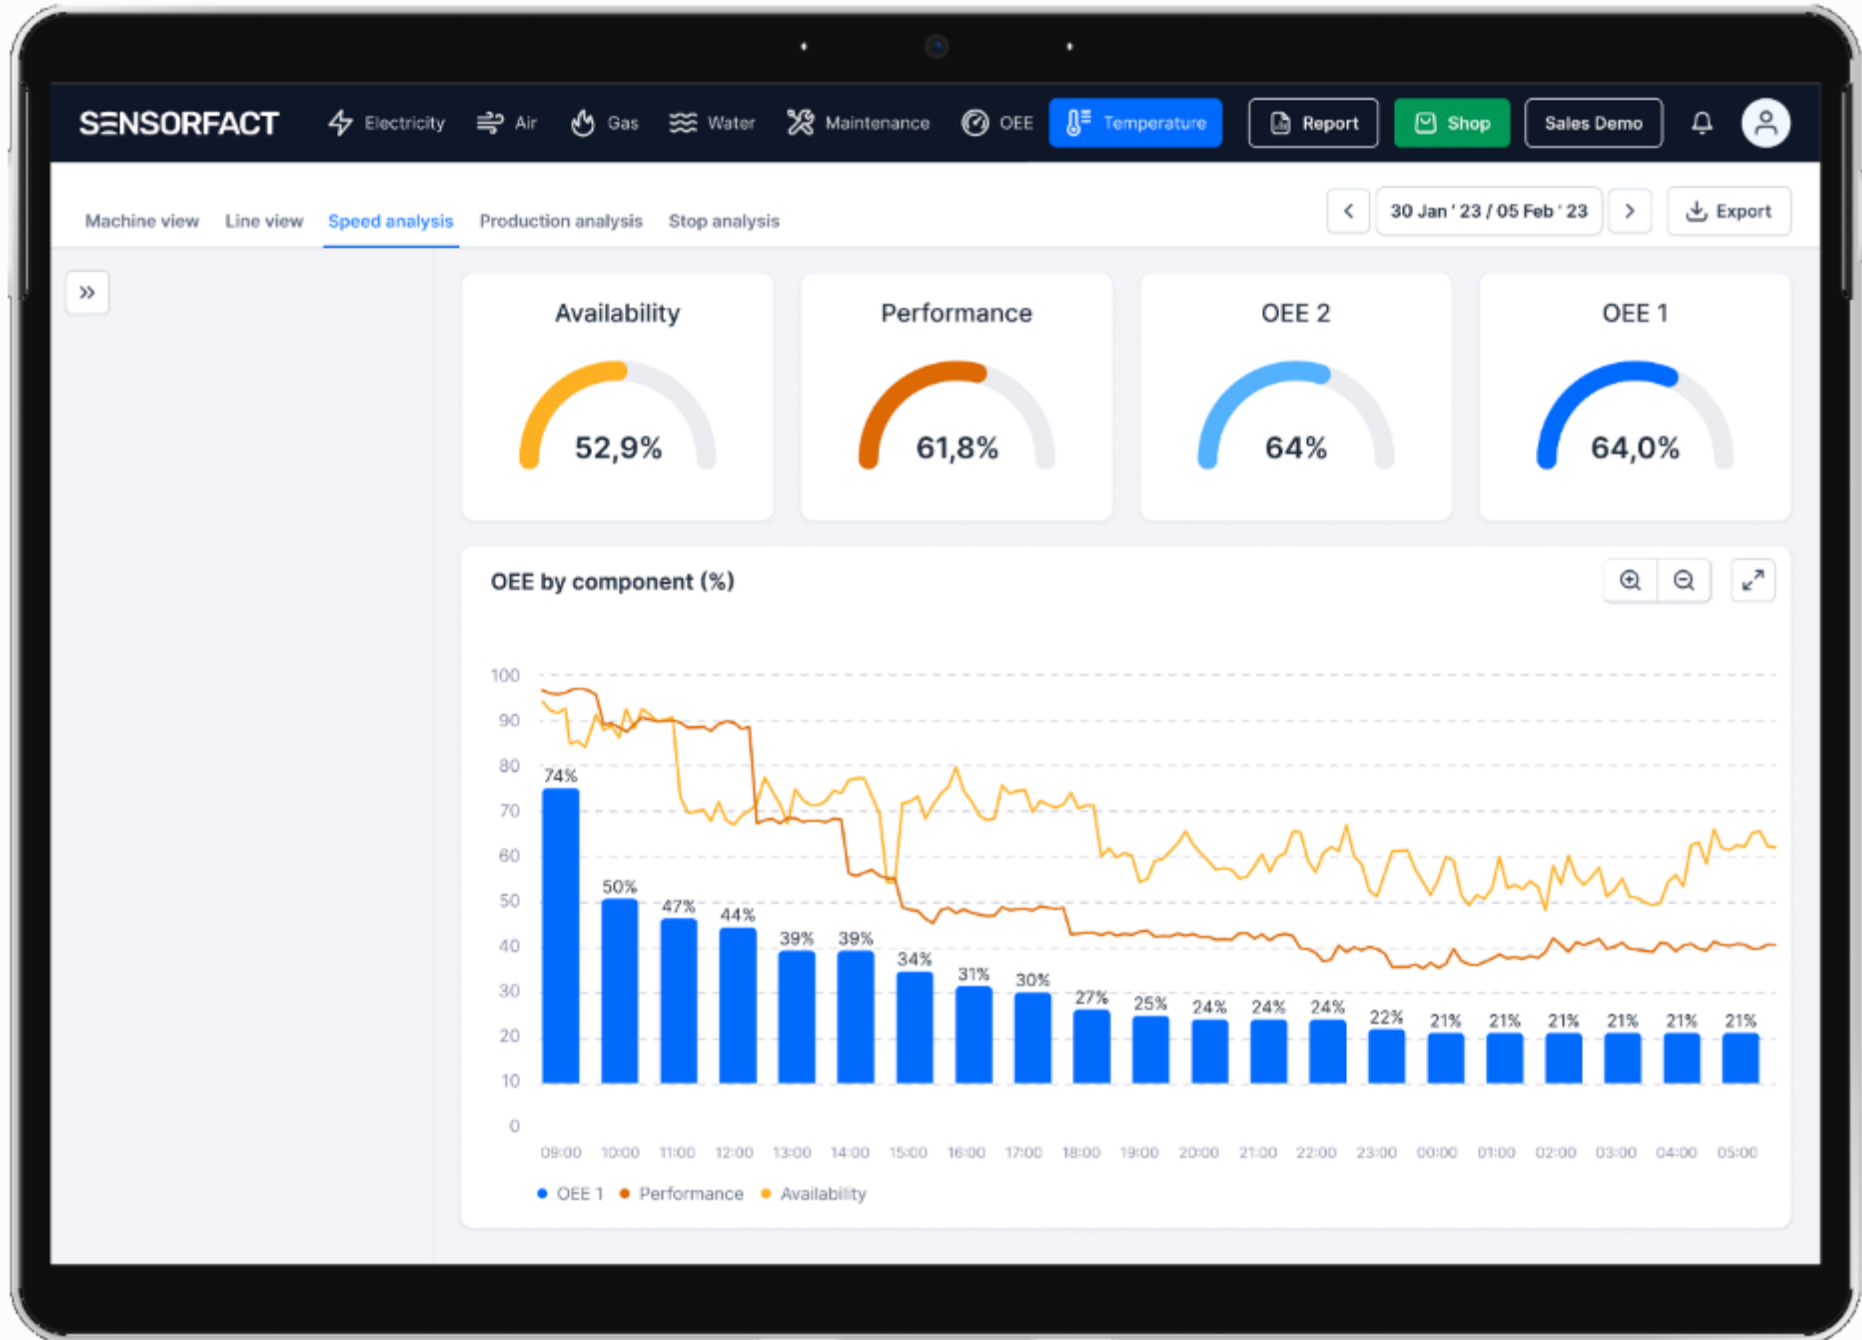 SENSORFACT Electricity Air Gas Water Maintenance OEE Temperature Report Shop Sales Demo
Machine view Line view Speed analysis Production analysis Stop analysis 30 Jan ' 23 / 05 Feb ' 23 Export
Availability Performance OEE 2 OEE 1
52,9% 61,8% 64% 64,0%
OEE by component (%)
100
90
80
74%
70
60
50%
50
47%
44%
40
39% 39%
34%
31%
30%
30
27%
25% 24% 24% 24%
22% 21% 21% 21% 21% 21% 21%
20
10
0
09:00 10:00 11:00 12:00 13:00 14:00 15:00 16:00 17:00 18:00 19:00 20:00 21:00 22:00 23:00 00:00 01:00 02:00 03:00 04:00 05:00
OEE 1 Performance Availability